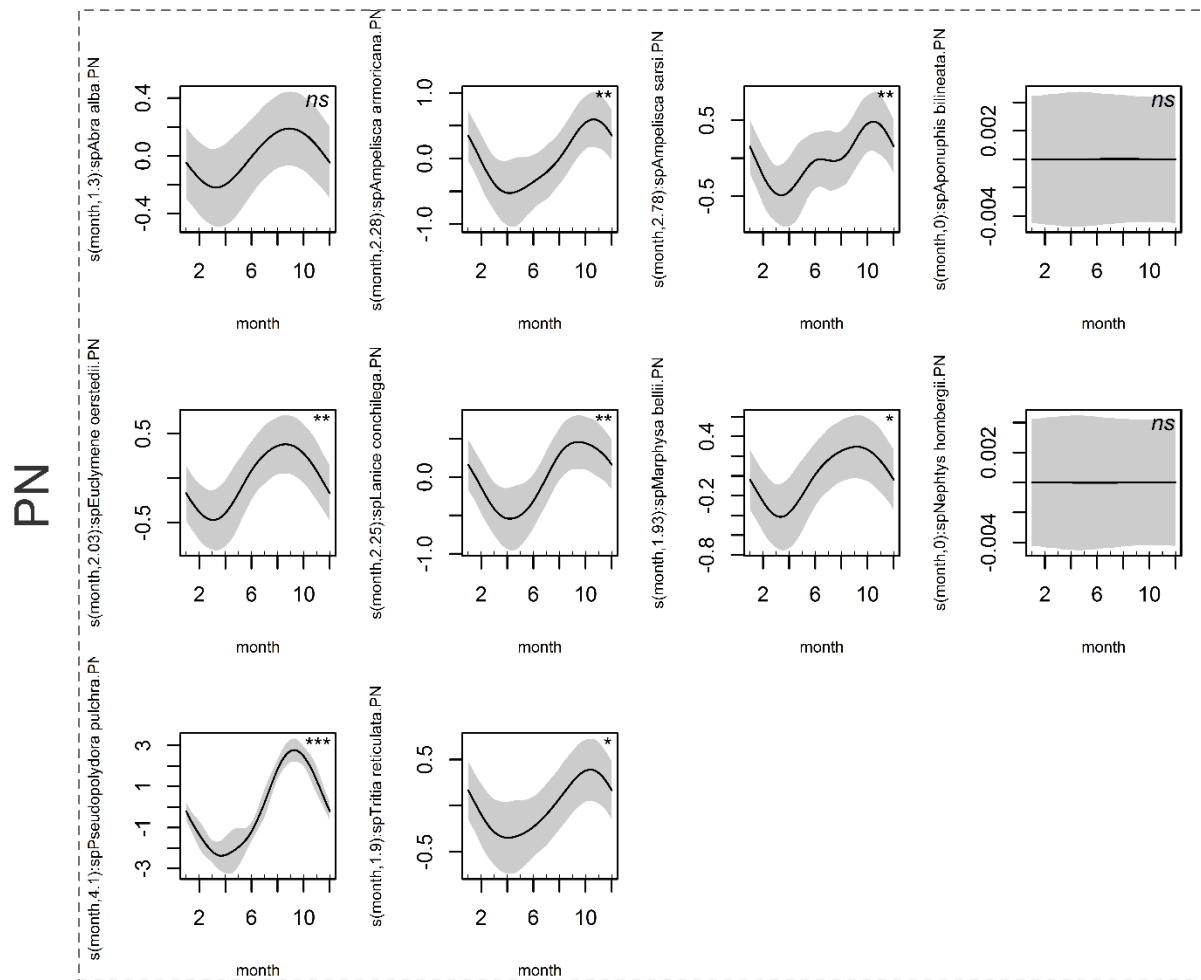 PN
s(month,1.3):spAbra alba.PN
0.4
0.0
-0.4
ns
2 6 10
month
s(month,2.28):spAmpelisca armoricana.PN
1.0
0.0
-1.0
**
2 6 10
month
s(month,2.78):spAmpelisca sarsi.PN
0.5
-0.5
**
2 6 10
month
s(month,0):spAponuphis bilineata.PN
0.002
-0.004
ns
2 6 10
month
s(month,2.03):spEuclymene oerstedii.PN
0.5
-0.5
**
2 6 10
month
s(month,2.25):spLanice conchilega.PN
0.0
-1.0
**
2 6 10
month
s(month,1.93):spMarphysa bellii.PN
0.4
-0.2
-0.8
*
2 6 10
month
s(month,0):spNephtys hombergii.PN
0.002
-0.004
ns
2 6 10
month
s(month,4.1):spPseudopolydora pulchra.PN
3
1
-1
-3
***
2 6 10
month
s(month,1.9):spTritia reticulata.PN
0.5
-0.5
*
2 6 10
month